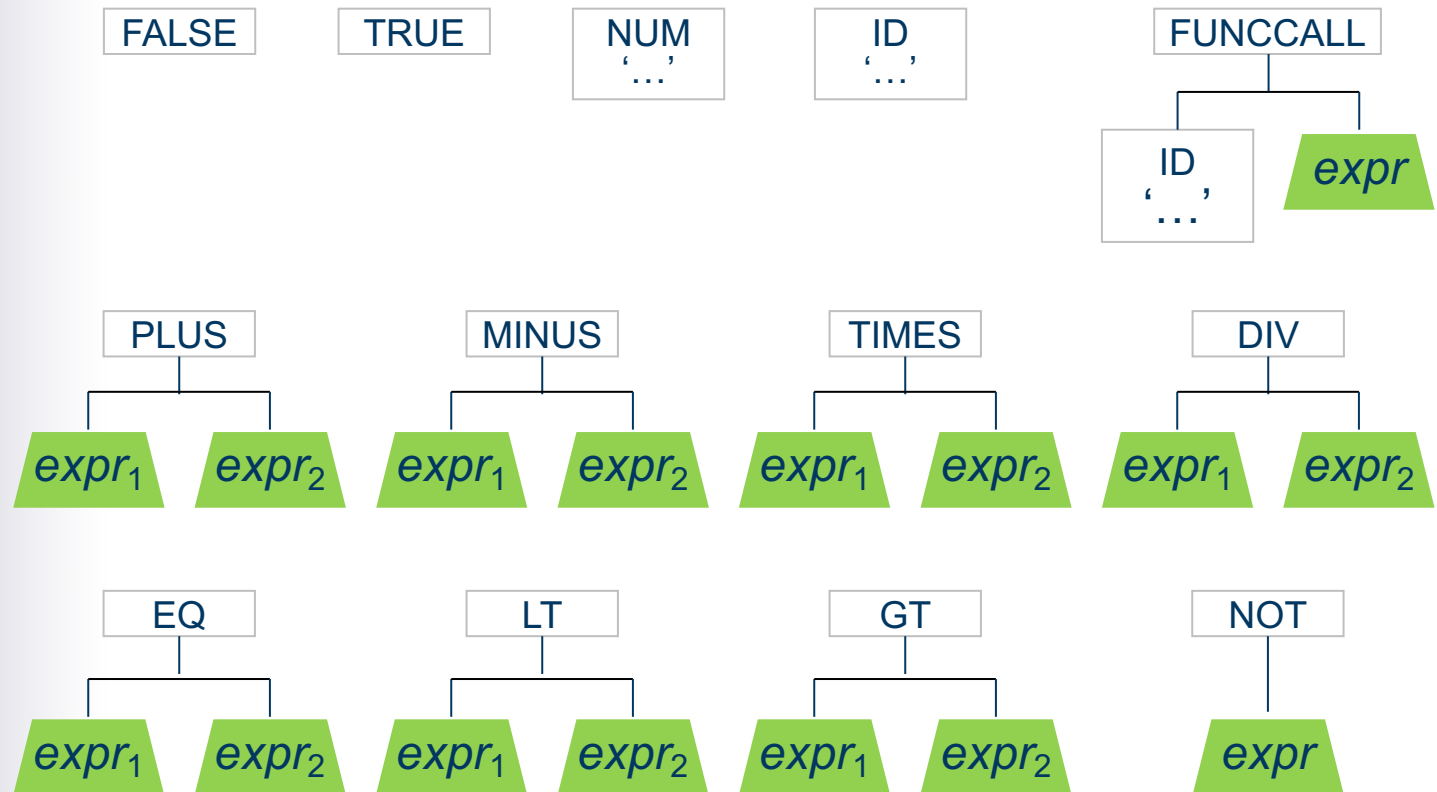 FALSE TRUE NUM ID FUNCCALL
‘…’ ‘…’
ID expr
‘…’
PLUS MINUS TIMES DIV
expr1 expr2 expr1 expr2 expr1 expr2 expr1 expr2
EQ LT GT NOT
expr1 expr2 expr1 expr2 expr1 expr2 expr